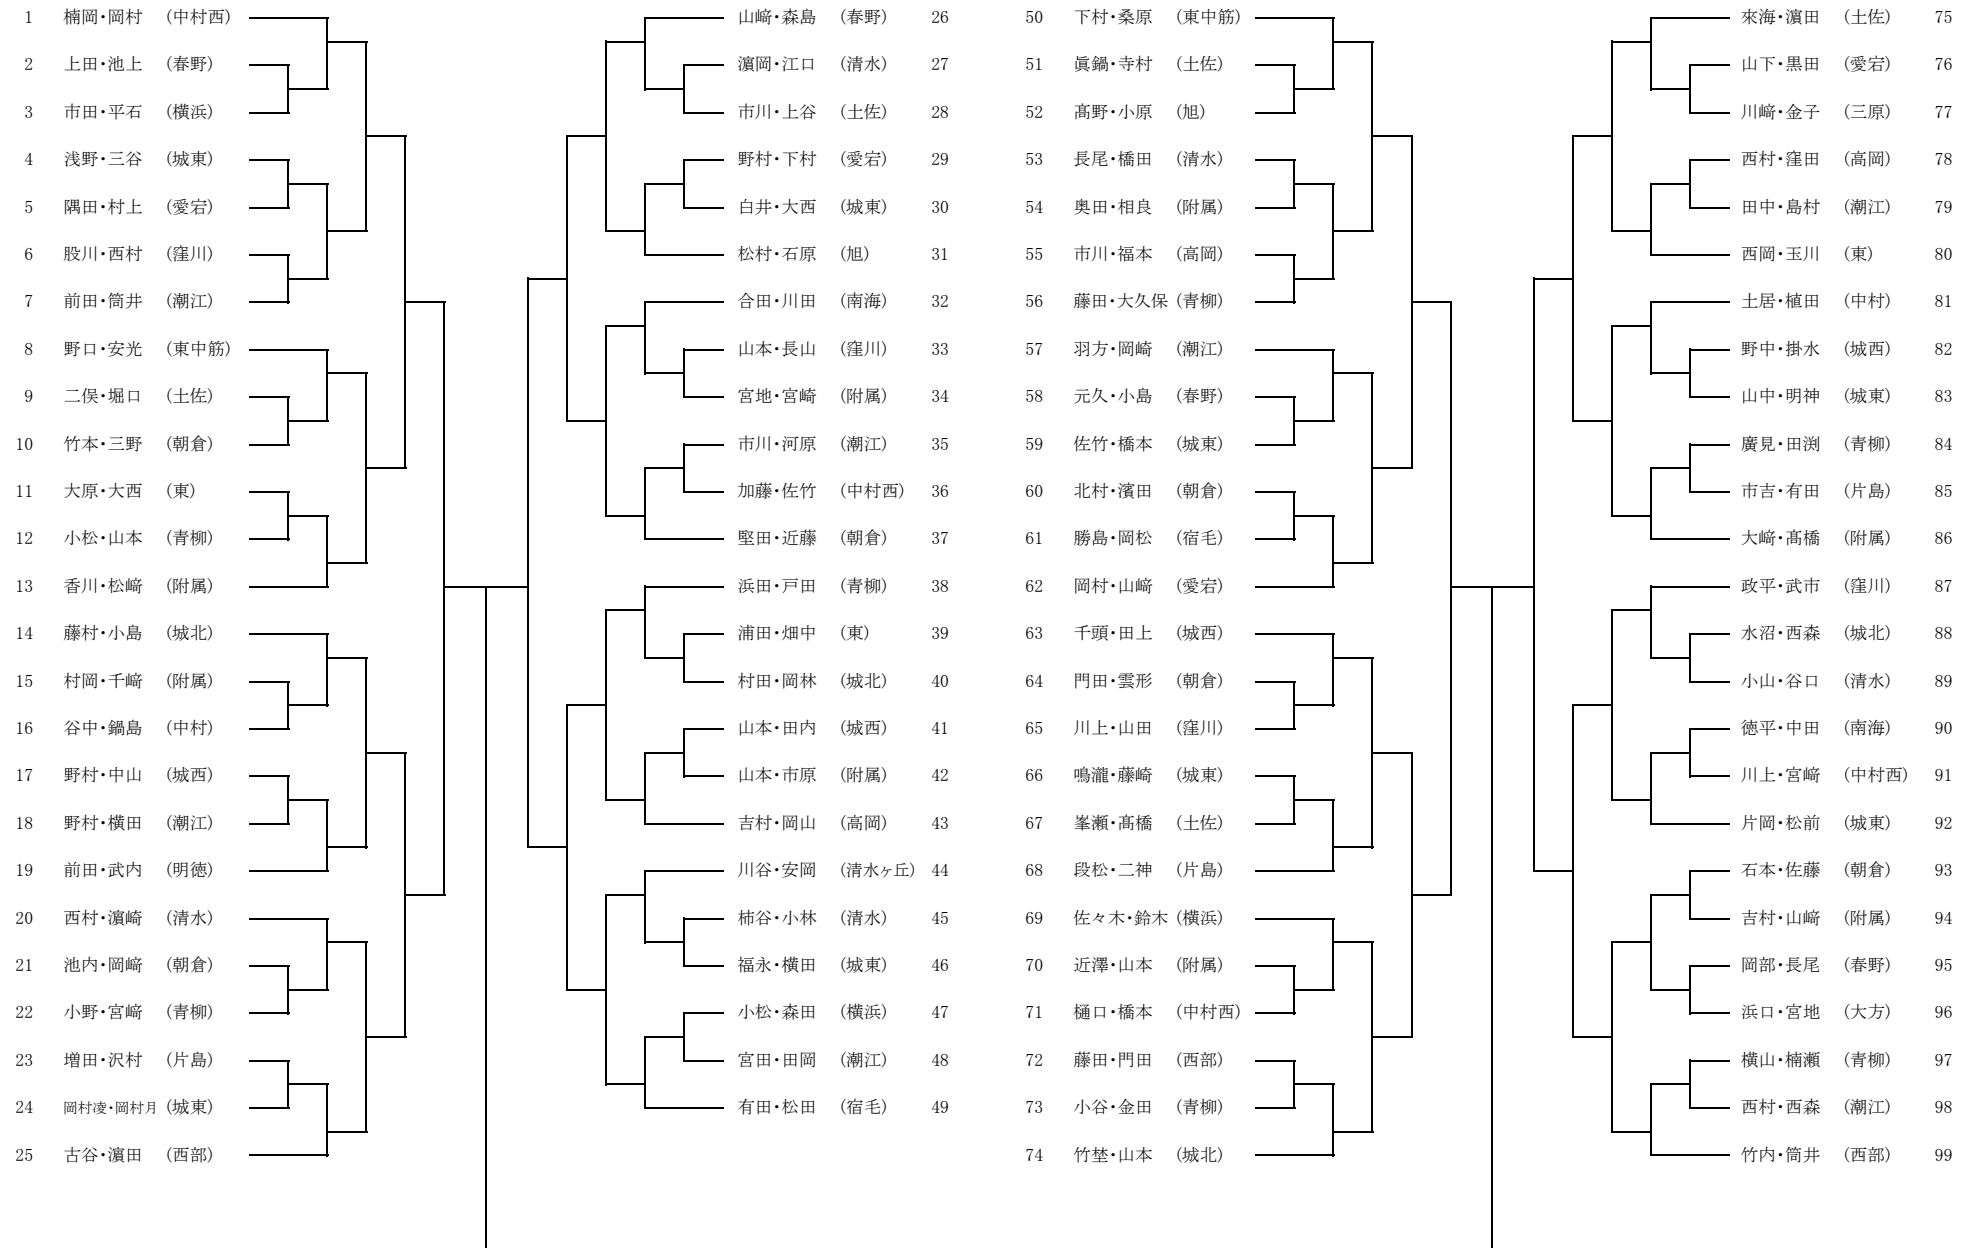 1 楠岡・岡村 (中村西)
2 上田・池上 (春野)
3 市田・平石 (横浜)
4 浅野・三谷 (城東)
5 隅田・村上 (愛宕)
6 股川・西村 (窪川)
7 前田・筒井 (潮江)
8 野口・安光 (東中筋)
9 二俣・堀口 (土佐)
10 竹本・三野 (朝倉)
11 大原・大西 (東)
12 小松・山本 (青柳)
13 香川・松﨑 (附属)
14 藤村・小島 (城北)
15 村岡・千﨑 (附属)
16 谷中・鍋島 (中村)
17 野村・中山 (城西)
18 野村・横田 (潮江)
19 前田・武内 (明徳)
20 西村・濵崎 (清水)
21 池内・岡﨑 (朝倉)
22 小野・宮﨑 (青柳)
23 増田・沢村 (片島)
24 岡村凌・岡村月 (城東)
25 古谷・濵田 (西部)
山﨑・森島 (春野) 26
濵岡・江口 (清水) 27
市川・上谷 (土佐) 28
野村・下村 (愛宕) 29
白井・大西 (城東) 30
松村・石原 (旭) 31
合田・川田 (南海) 32
山本・長山 (窪川) 33
宮地・宮崎 (附属) 34
市川・河原 (潮江) 35
加藤・佐竹 (中村西) 36
堅田・近藤 (朝倉) 37
浜田・戸田 (青柳) 38
浦田・畑中 (東) 39
村田・岡林 (城北) 40
山本・田内 (城西) 41
山本・市原 (附属) 42
吉村・岡山 (高岡) 43
川谷・安岡 (清水ヶ丘) 44
柿谷・小林 (清水) 45
福永・横田 (城東) 46
小松・森田 (横浜) 47
宮田・田岡 (潮江) 48
有田・松田 (宿毛) 49
50 下村・桑原 (東中筋)
51 眞鍋・寺村 (土佐)
52 髙野・小原 (旭)
53 長尾・橋田 (清水)
54 奥田・相良 (附属)
55 市川・福本 (高岡)
56 藤田・大久保 (青柳)
57 羽方・岡崎 (潮江)
58 元久・小島 (春野)
59 佐竹・橋本 (城東)
60 北村・濱田 (朝倉)
61 勝島・岡松 (宿毛)
62 岡村・山﨑 (愛宕)
63 千頭・田上 (城西)
64 門田・雲形 (朝倉)
65 川上・山田 (窪川)
66 鳴瀧・藤崎 (城東)
67 峯瀬・髙橋 (土佐)
68 段松・二神 (片島)
69 佐々木・鈴木 (横浜)
70 近澤・山本 (附属)
71 樋口・橋本 (中村西)
72 藤田・門田 (西部)
73 小谷・金田 (青柳)
74 竹埜・山本 (城北)
來海・濵田 (土佐) 75
山下・黒田 (愛宕) 76
川﨑・金子 (三原) 77
西村・窪田 (高岡) 78
田中・島村 (潮江) 79
西岡・玉川 (東) 80
土居・植田 (中村) 81
野中・掛水 (城西) 82
山中・明神 (城東) 83
廣見・田渕 (青柳) 84
市吉・有田 (片島) 85
大﨑・髙橋 (附属) 86
政平・武市 (窪川) 87
水沼・西森 (城北) 88
小山・谷口 (清水) 89
徳平・中田 (南海) 90
川上・宮﨑 (中村西) 91
片岡・松前 (城東) 92
石本・佐藤 (朝倉) 93
吉村・山﨑 (附属) 94
岡部・長尾 (春野) 95
浜口・宮地 (大方) 96
横山・楠瀬 (青柳) 97
西村・西森 (潮江) 98
竹内・筒井 (西部) 99